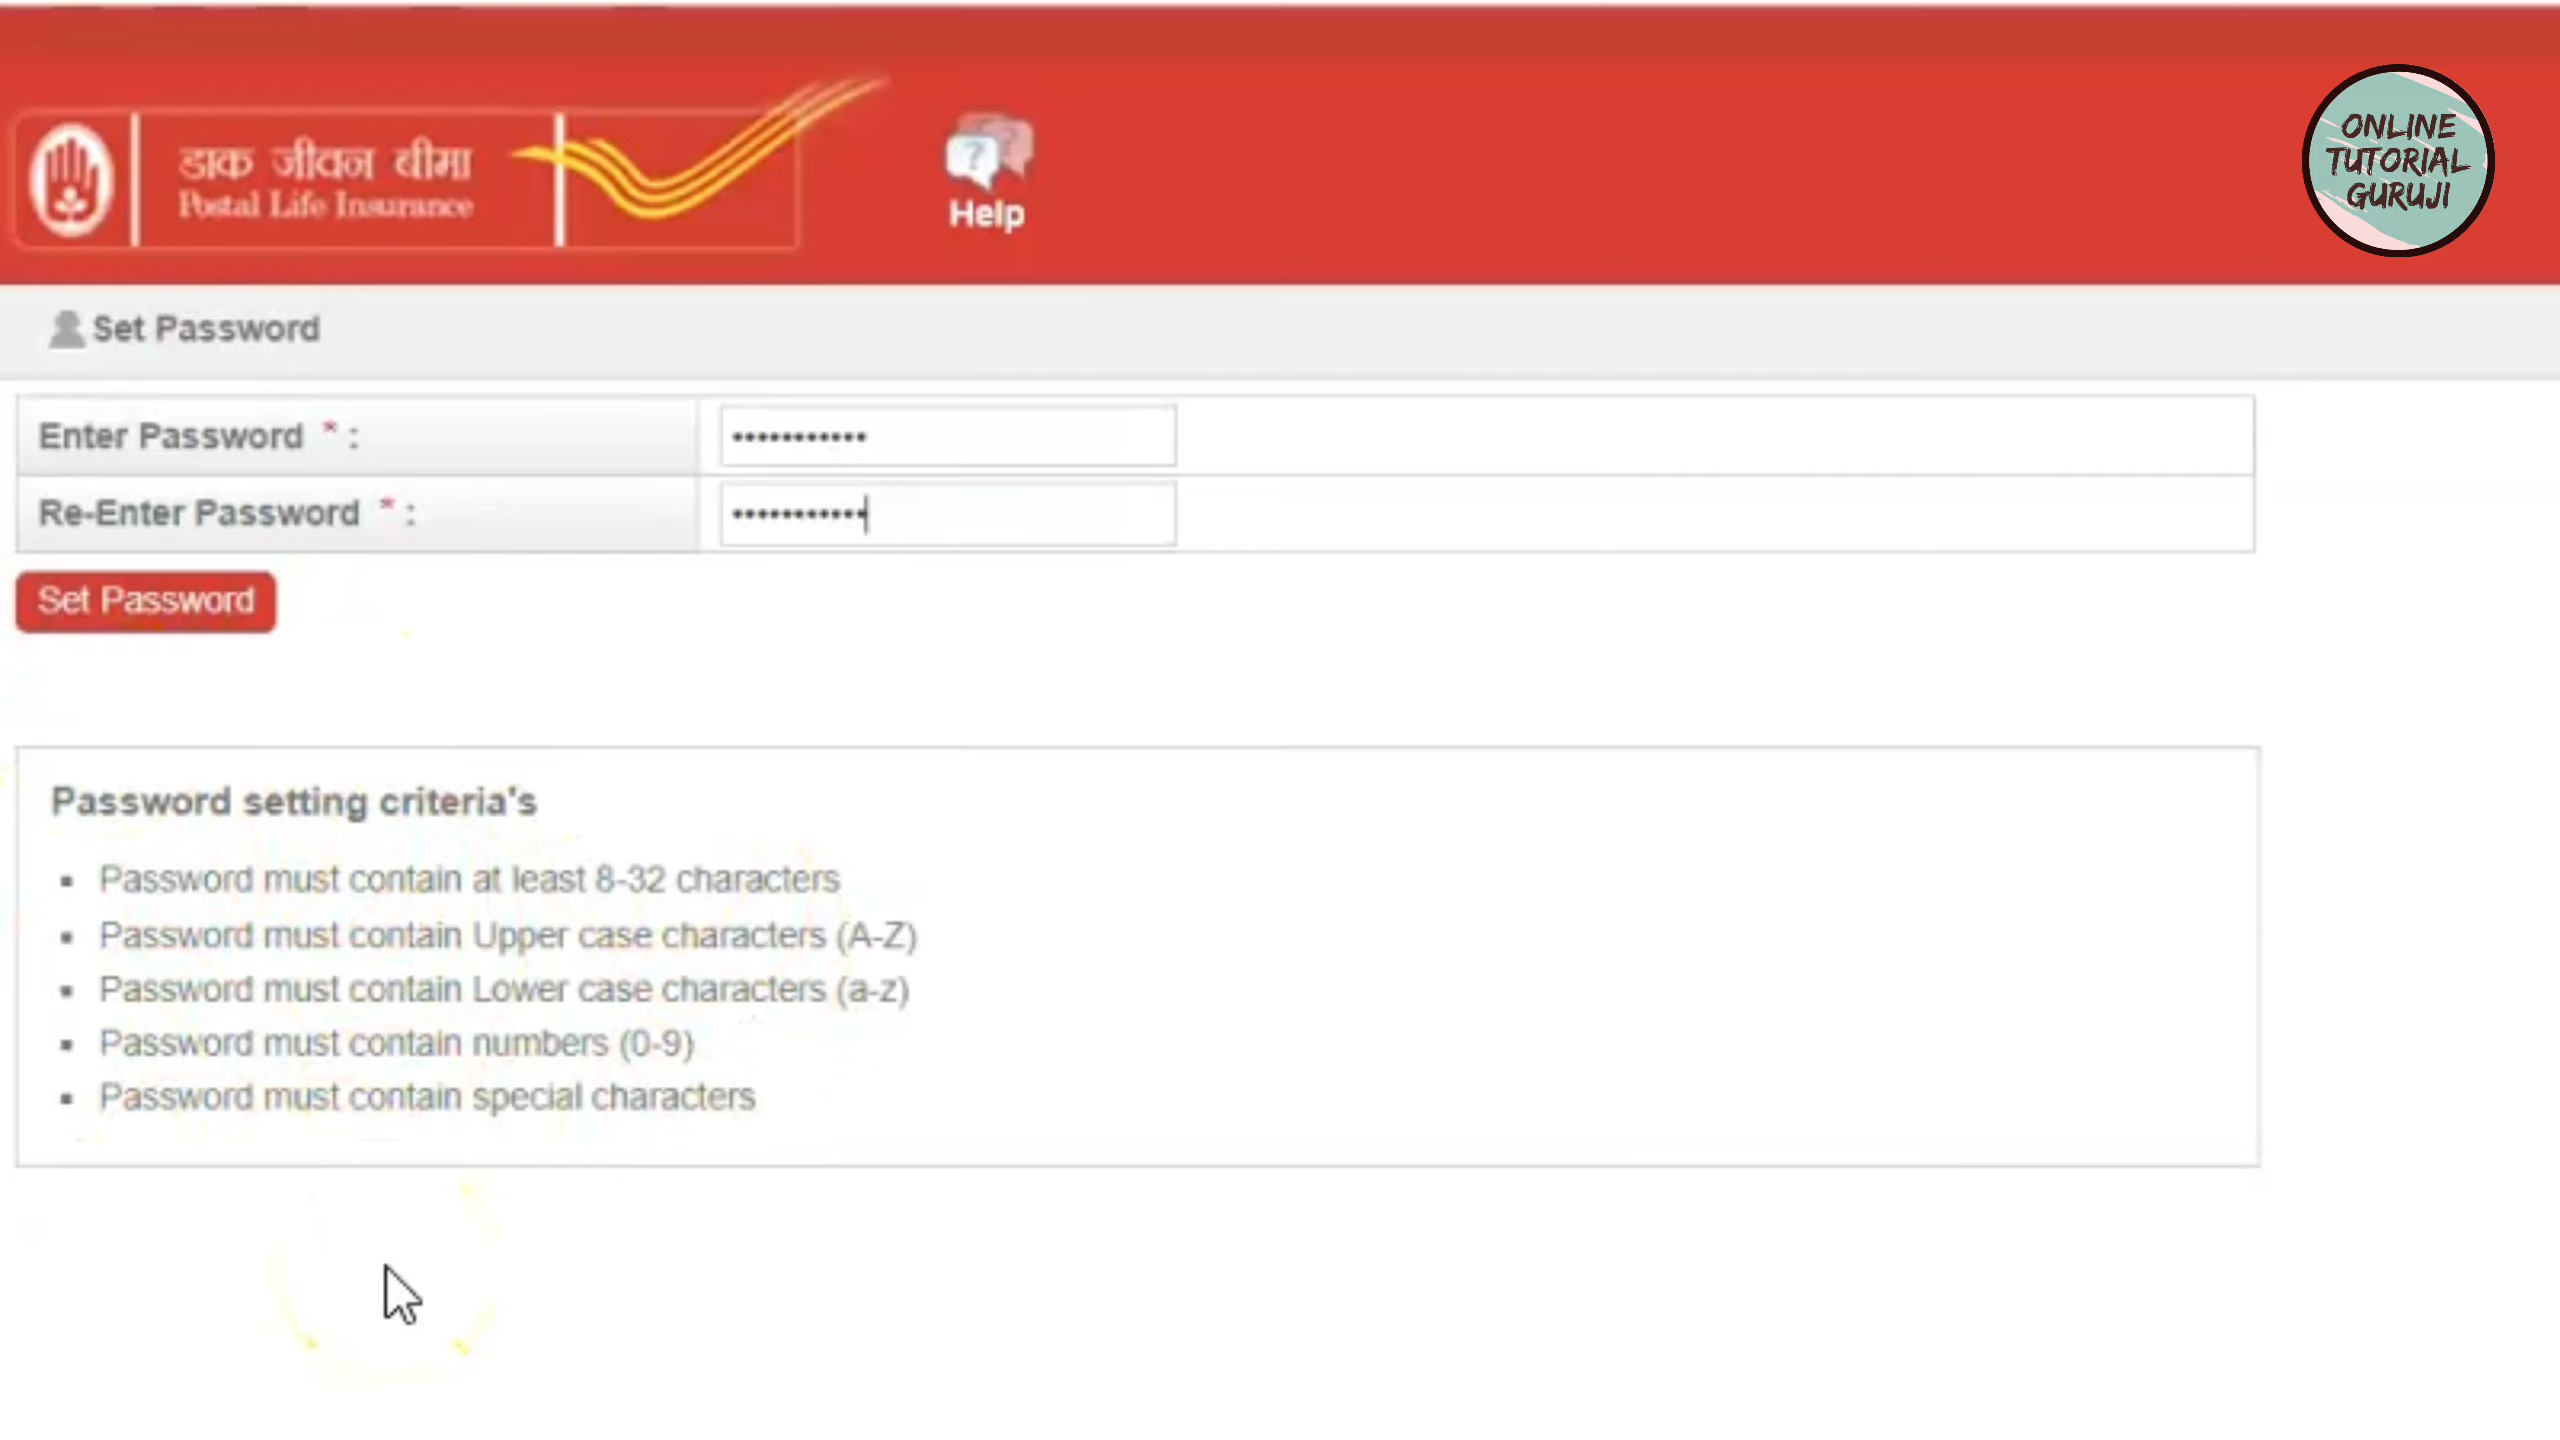 डाक जीवन बीमा
Postal Life Insurance
?
Help
ONLINE
TUTORIAL
GURUJI
Set Password
Enter Password * :
•••••••••••
Re-Enter Password * :
•••••••••••
Set Password
Password setting criteria's
▪ Password must contain at least 8-32 characters
▪ Password must contain Upper case characters (A-Z)
▪ Password must contain Lower case characters (a-z)
▪ Password must contain numbers (0-9)
▪ Password must contain special characters